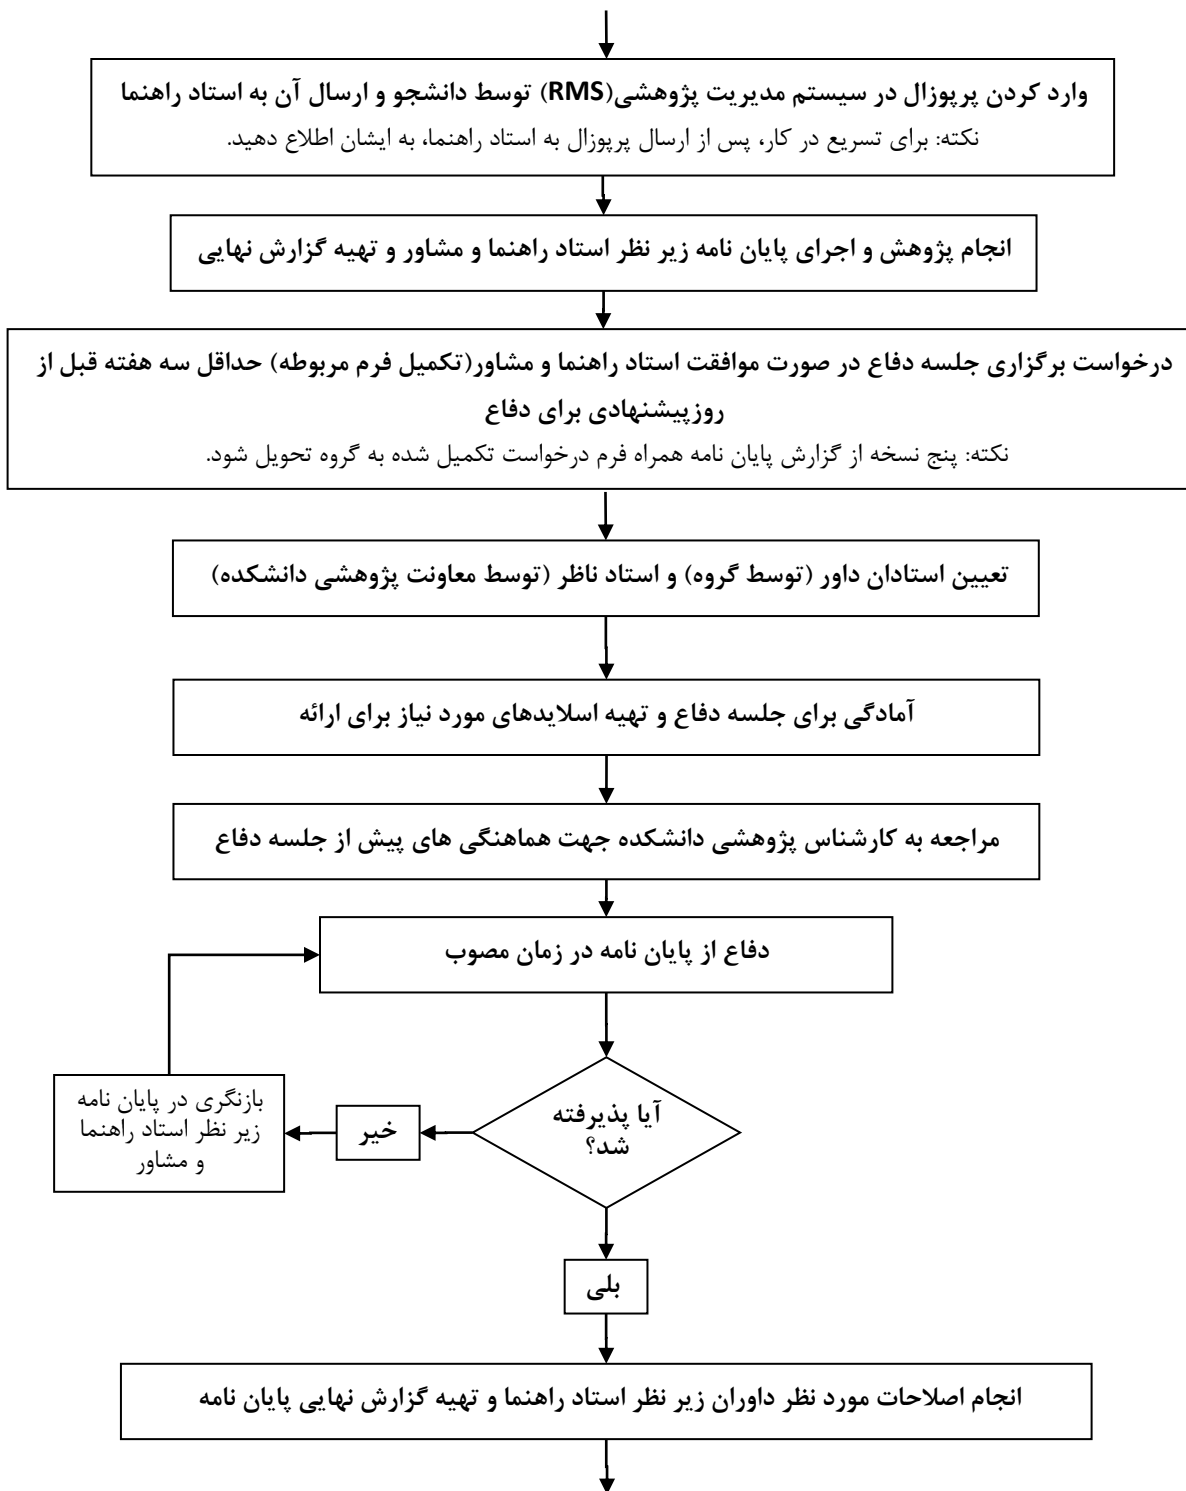 وارد کردن پرپوزال در سیستم مدیریت پژوهشی(RMS) توسط دانشجو و ارسال آن به استاد راهنما
نکته: برای تسریع در کار، پس از ارسال پرپوزال به استاد راهنما، به ایشان اطلاع دهید.
انجام پژوهش و اجرای پایان نامه زیر نظر استاد راهنما و مشاور و تهیه گزارش نهایی
درخواست برگزاری جلسه دفاع در صورت موافقت استاد راهنما و مشاور(تکمیل فرم مربوطه) حداقل سه هفته قبل از
روزپیشنهادی برای دفاع
نکته: پنج نسخه از گزارش پایان نامه همراه فرم درخواست تکمیل شده به گروه تحویل شود.
تعیین استادان داور (توسط گروه) و استاد ناظر (توسط معاونت پژوهشی دانشکده)
آمادگی برای جلسه دفاع و تهیه اسلایدهای مورد نیاز برای ارائه
مراجعه به کارشناس پژوهشی دانشکده جهت هماهنگی های پیش از جلسه دفاع
دفاع از پایان نامه در زمان مصوب
آیا پذیرفته
شد؟
خیر
بازنگری در پایان نامه
زیر نظر استاد راهنما
و مشاور
بلی
انجام اصلاحات مورد نظر داوران زیر نظر استاد راهنما و تهیه گزارش نهایی پایان نامه